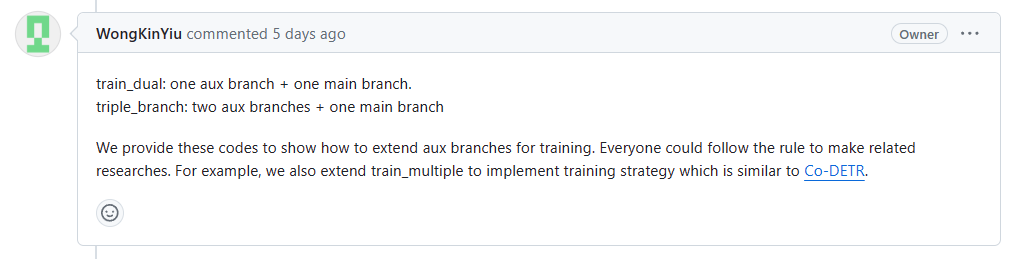 WongKinYiu commented 5 days ago Owner ...
train_dual: one aux branch + one main branch.
triple_branch: two aux branches + one main branch
We provide these codes to show how to extend aux branches for training. Everyone could follow the rule to make related
researches. For example, we also extend train_multiple to implement training strategy which is similar to Co-DETR.